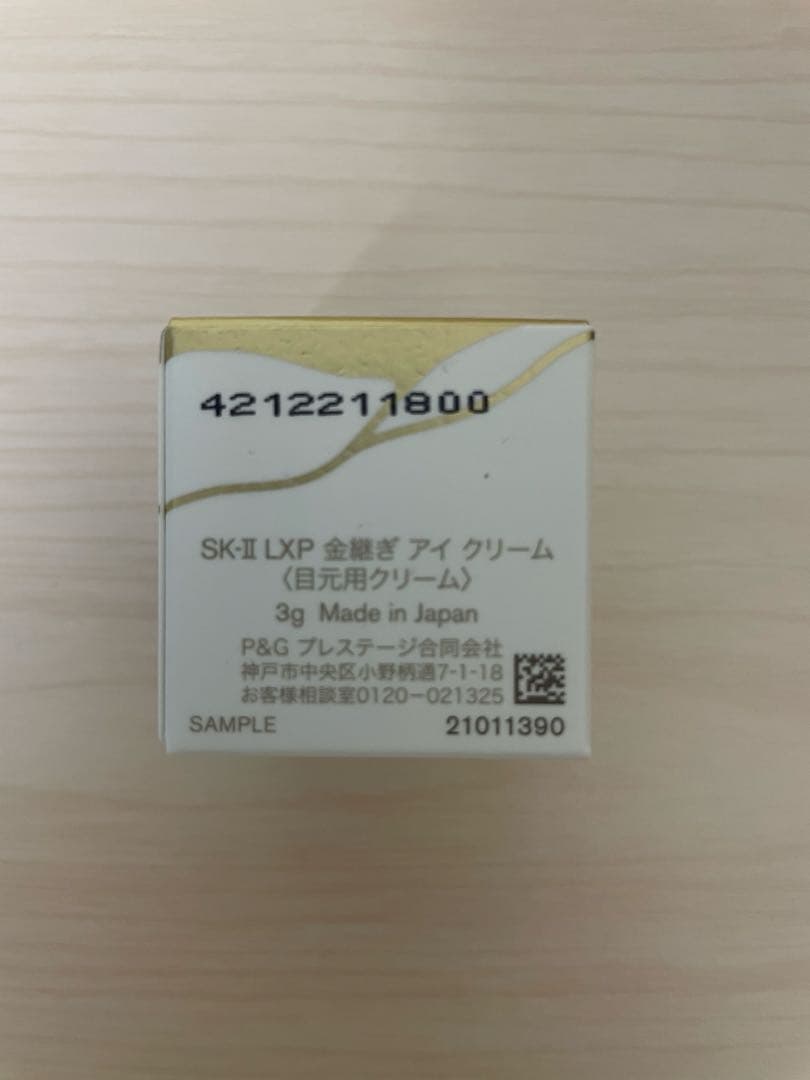 4212211800
SK-II LXP 金継ぎ アイ クリーム
〈目元用クリーム〉
3g Made in Japan
P&G プレステージ合同会社
神戸市中央区小野柄通7-1-18
お客様相談室0120-021325
SAMPLE 21011390